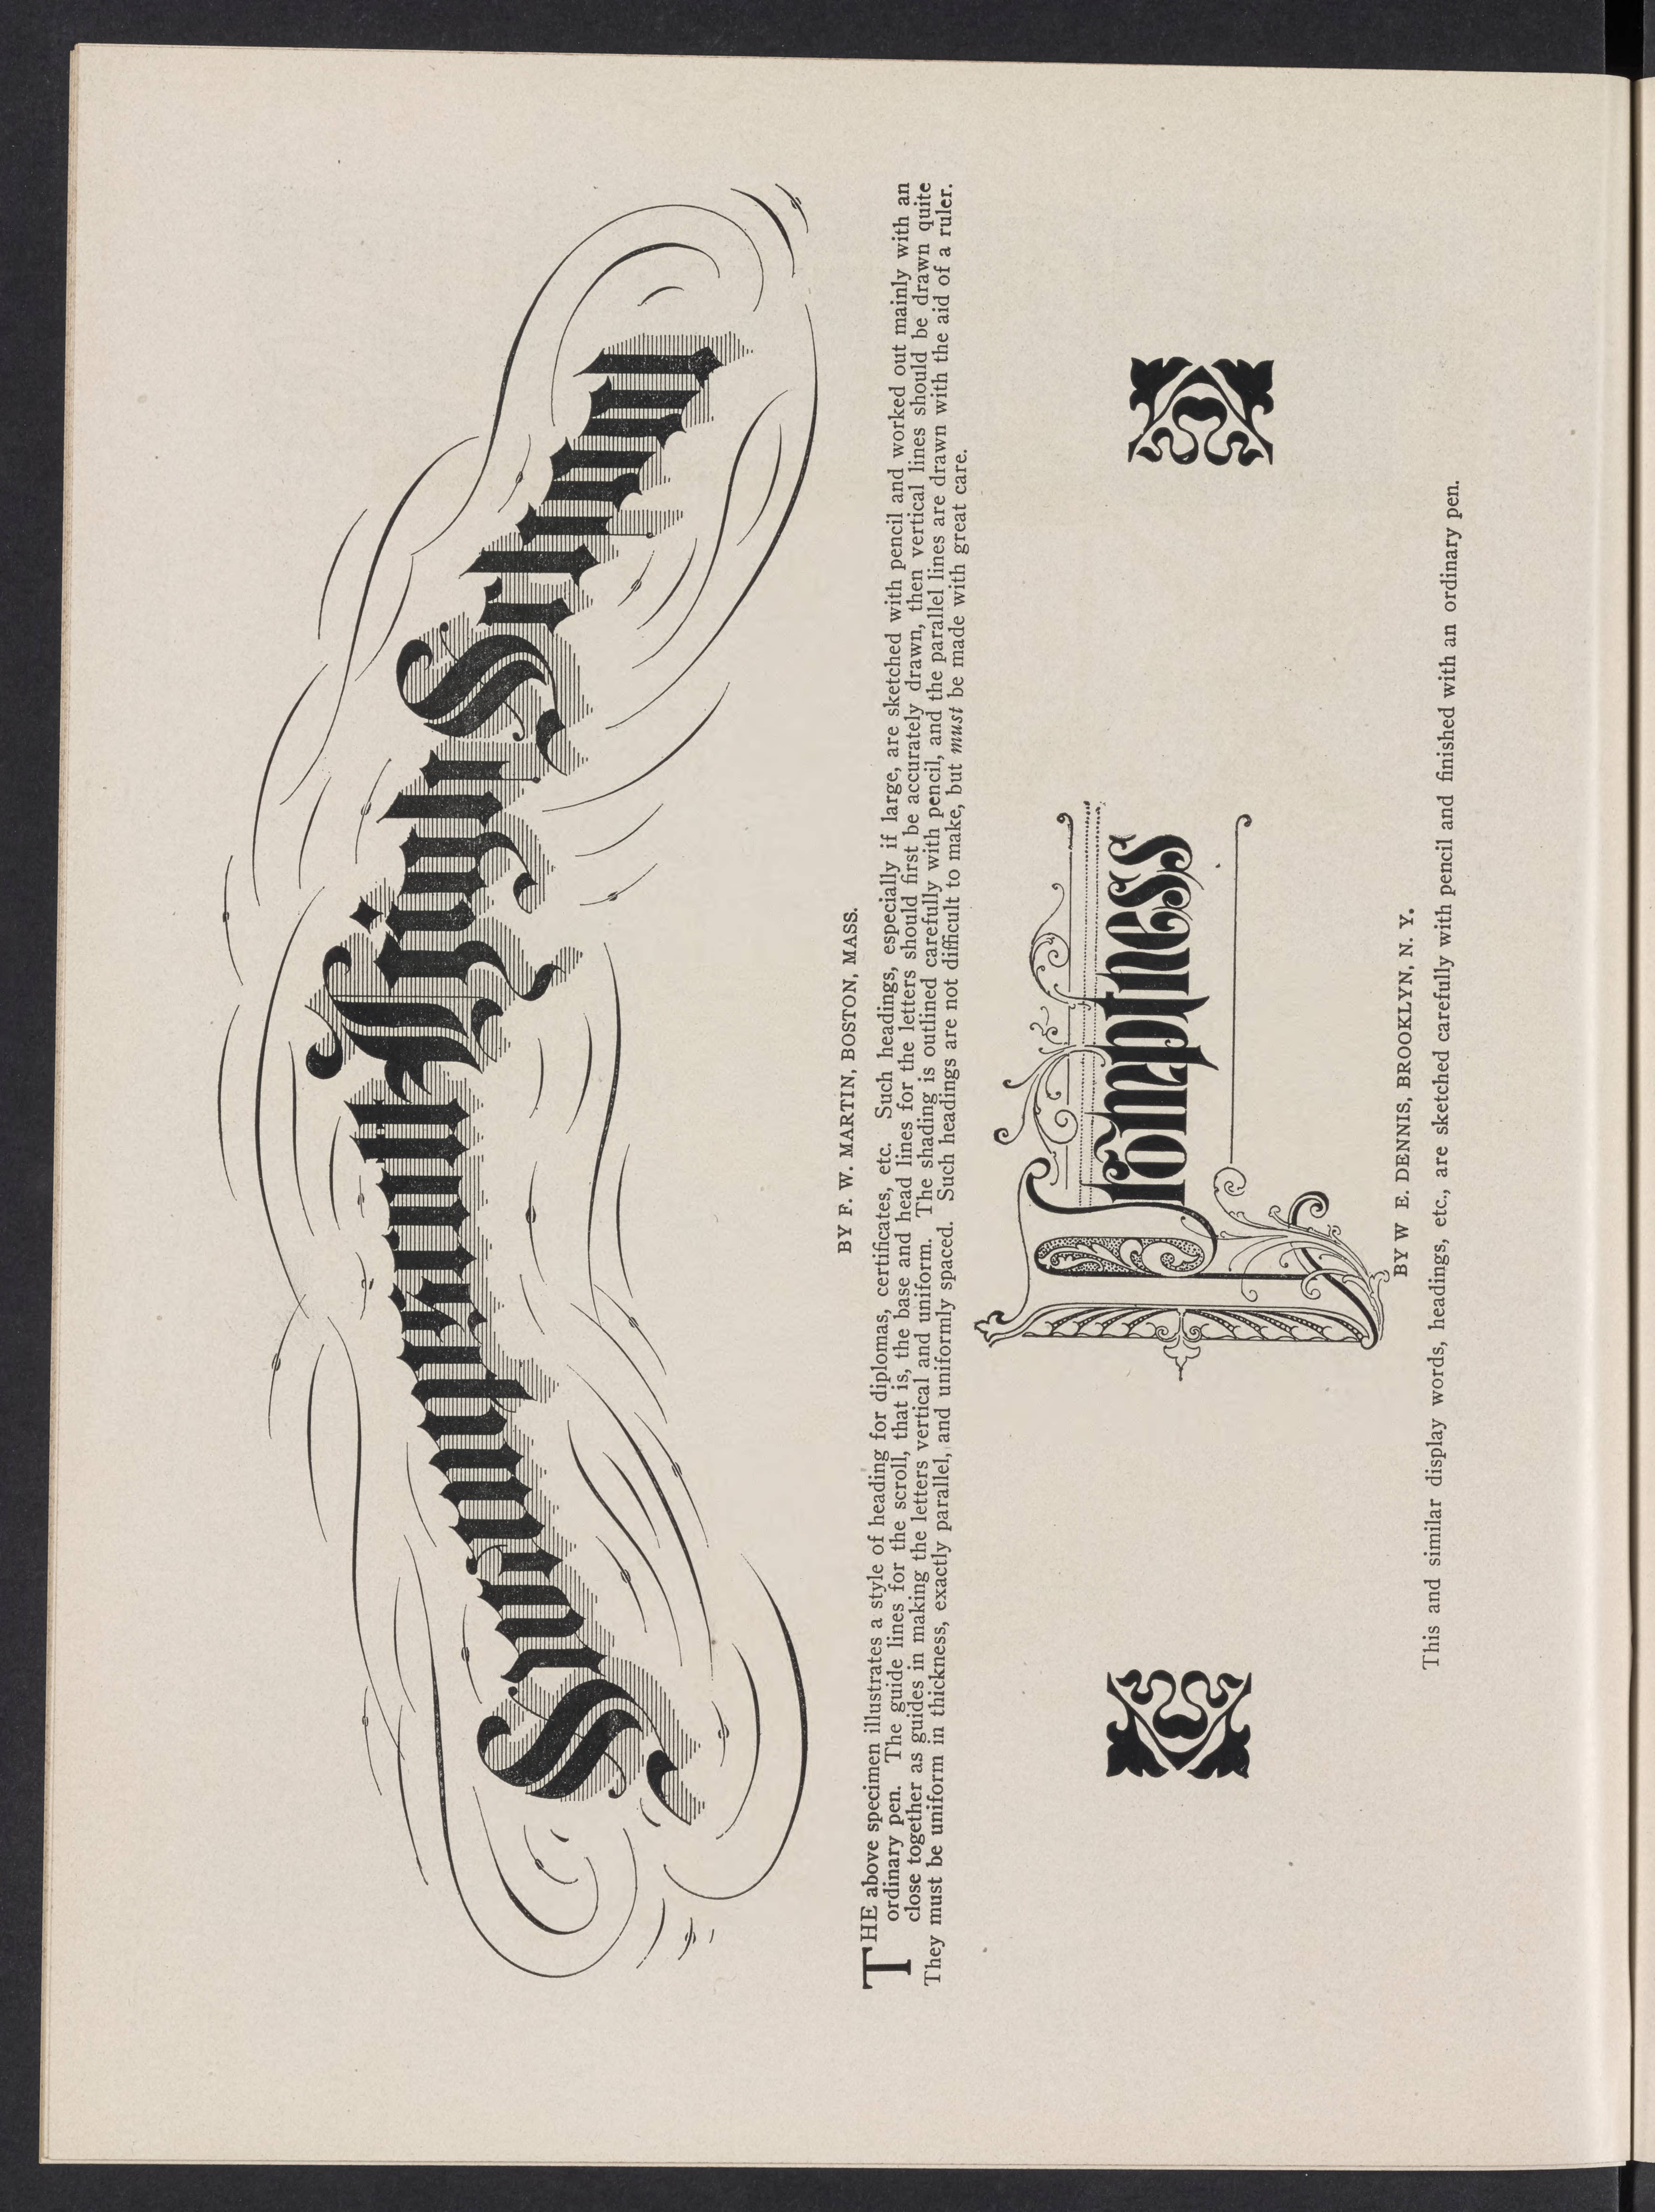 Swampscott High School
BY F. W. MARTIN, BOSTON, MASS.
THE above specimen illustrates a style of heading for diplomas, certificates, etc. Such headings, especially if large, are sketched with pencil and worked out mainly with an
ordinary pen. The guide lines for the scroll, that is, the base and head lines for the letters should first be accurately drawn, then vertical lines should be drawn quite
close together as guides in making the letters vertical and uniform. The shading is outlined carefully with pencil, and the parallel lines are drawn with the aid of a ruler.
They must be uniform in thickness, exactly parallel, and uniformly spaced. Such headings are not difficult to make, but must be made with great care.
Promptness
BY W E. DENNIS, BROOKLYN, N. Y.
This and similar display words, headings, etc., are sketched carefully with pencil and finished with an ordinary pen.